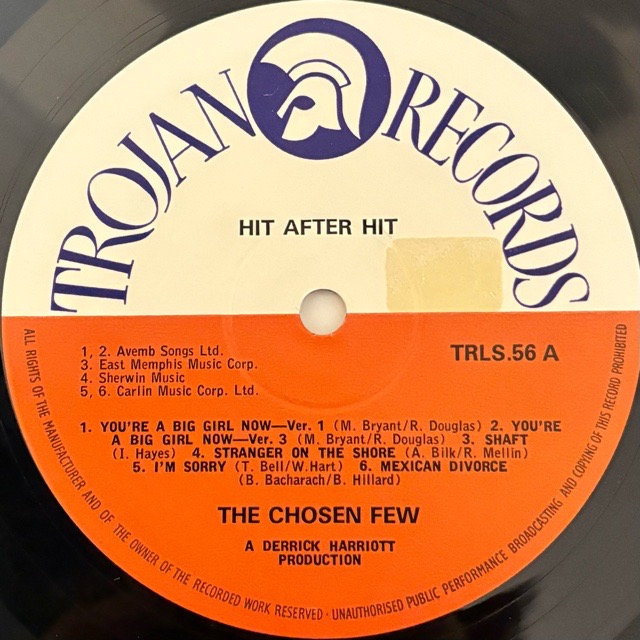 TROJAN RECORDS
HIT AFTER HIT
1, 2. Avemb Songs Ltd.
3. East Memphis Music Corp.
4. Sherwin Music
5, 6. Carlin Music Corp. Ltd.
TRLS.56 A
1. YOU'RE A BIG GIRL NOW—Ver. 1 (M. Bryant/R. Douglas) 2. YOU'RE
A BIG GIRL NOW—Ver. 3 (M. Bryant/R. Douglas) 3. SHAFT
(I. Hayes) 4. STRANGER ON THE SHORE (A. Bilk/R. Mellin)
5. I'M SORRY (T. Bell/W.Hart) 6. MEXICAN DIVORCE
(B. Bacharach/B. Hillard)
THE CHOSEN FEW
A DERRICK HARRIOTT
PRODUCTION
ALL RIGHTS OF THE MANUFACTURER AND OF THE OWNER OF THE RECORDED WORK RESERVED · UNAUTHORISED PUBLIC PERFORMANCE BROADCASTING AND COPYING OF THIS RECORD PROHIBITED